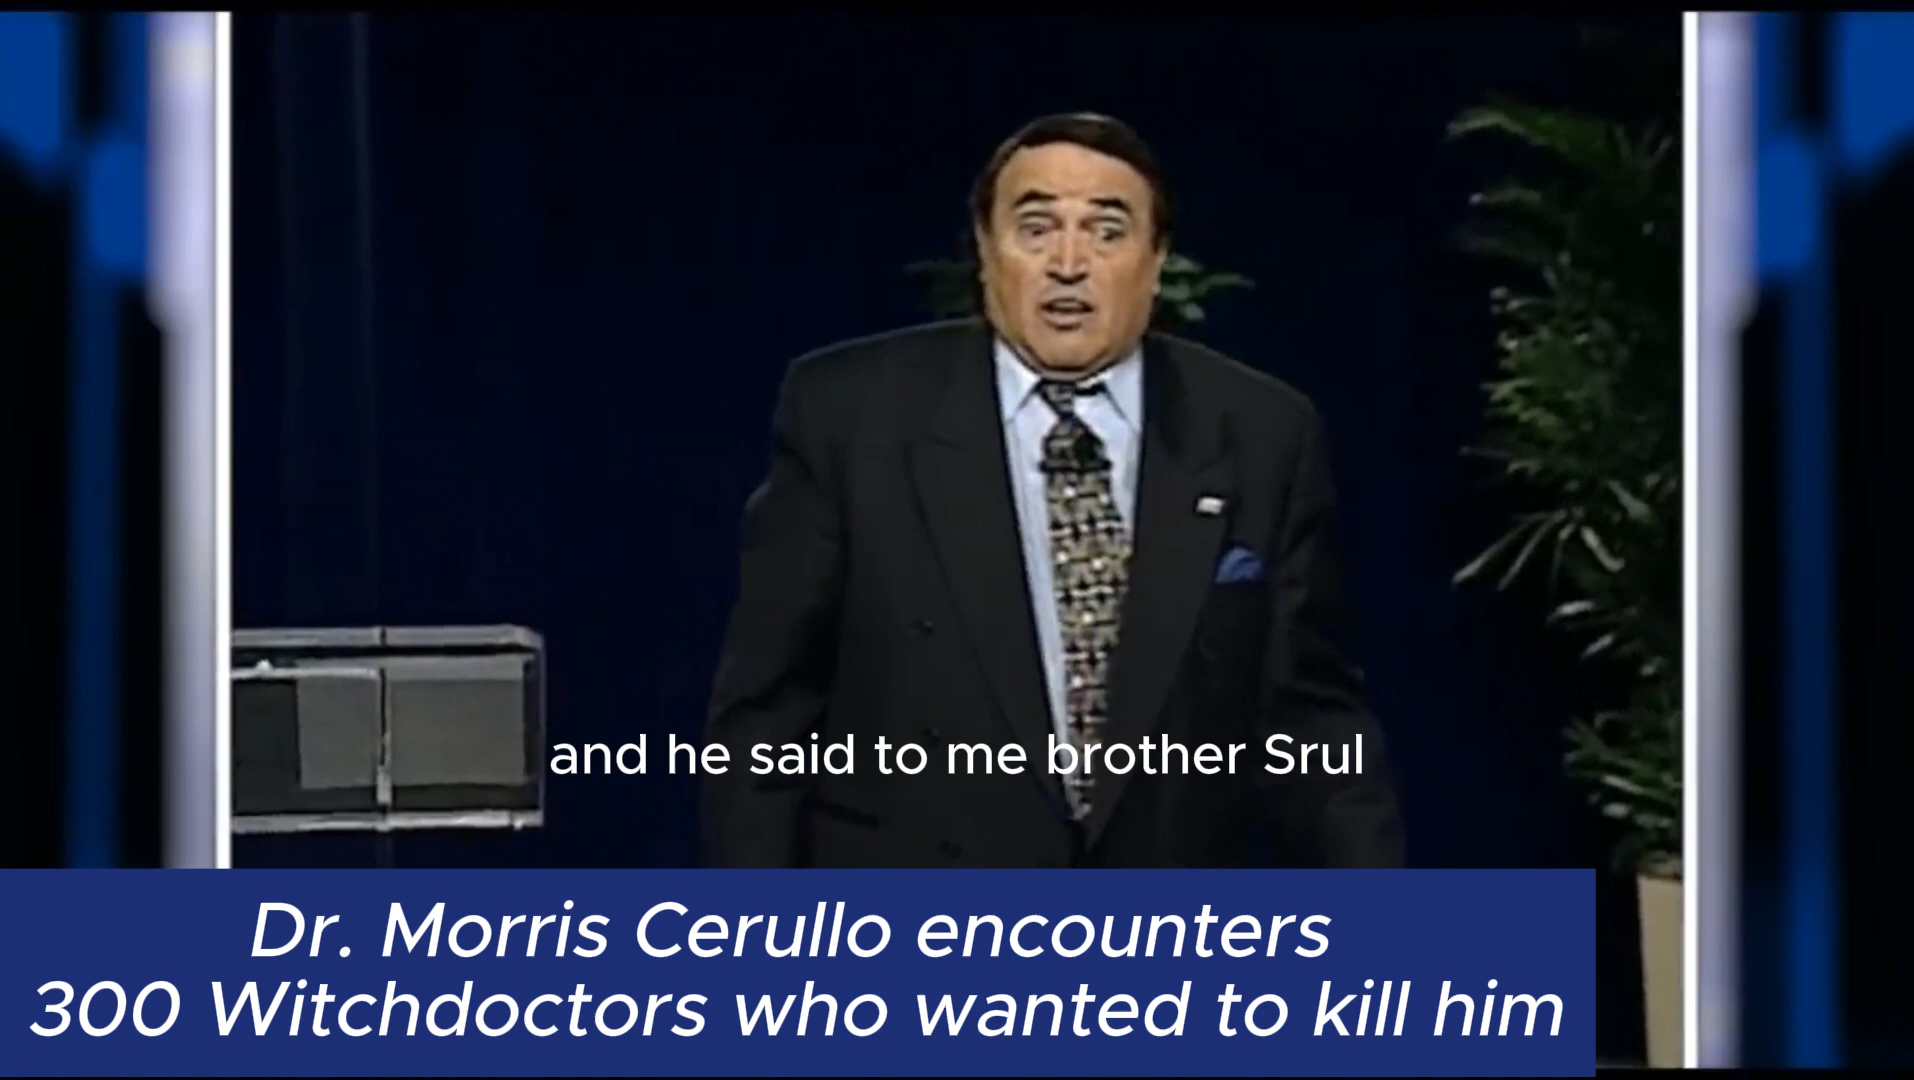 and he said to me brother Srul
Dr. Morris Cerullo encounters
300 Witchdoctors who wanted to kill him